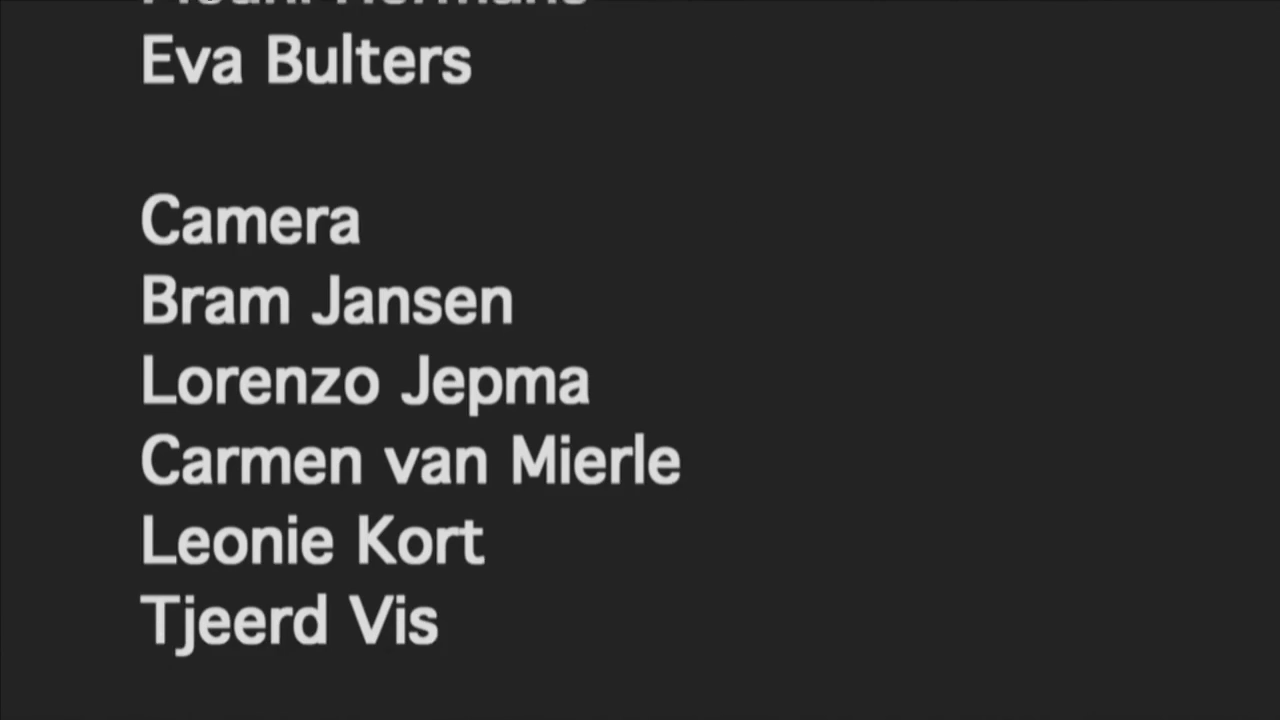 Eva Bulters
Camera
Bram Jansen
Lorenzo Jepma
Carmen van Mierle
Leonie Kort
Tjeerd Vis